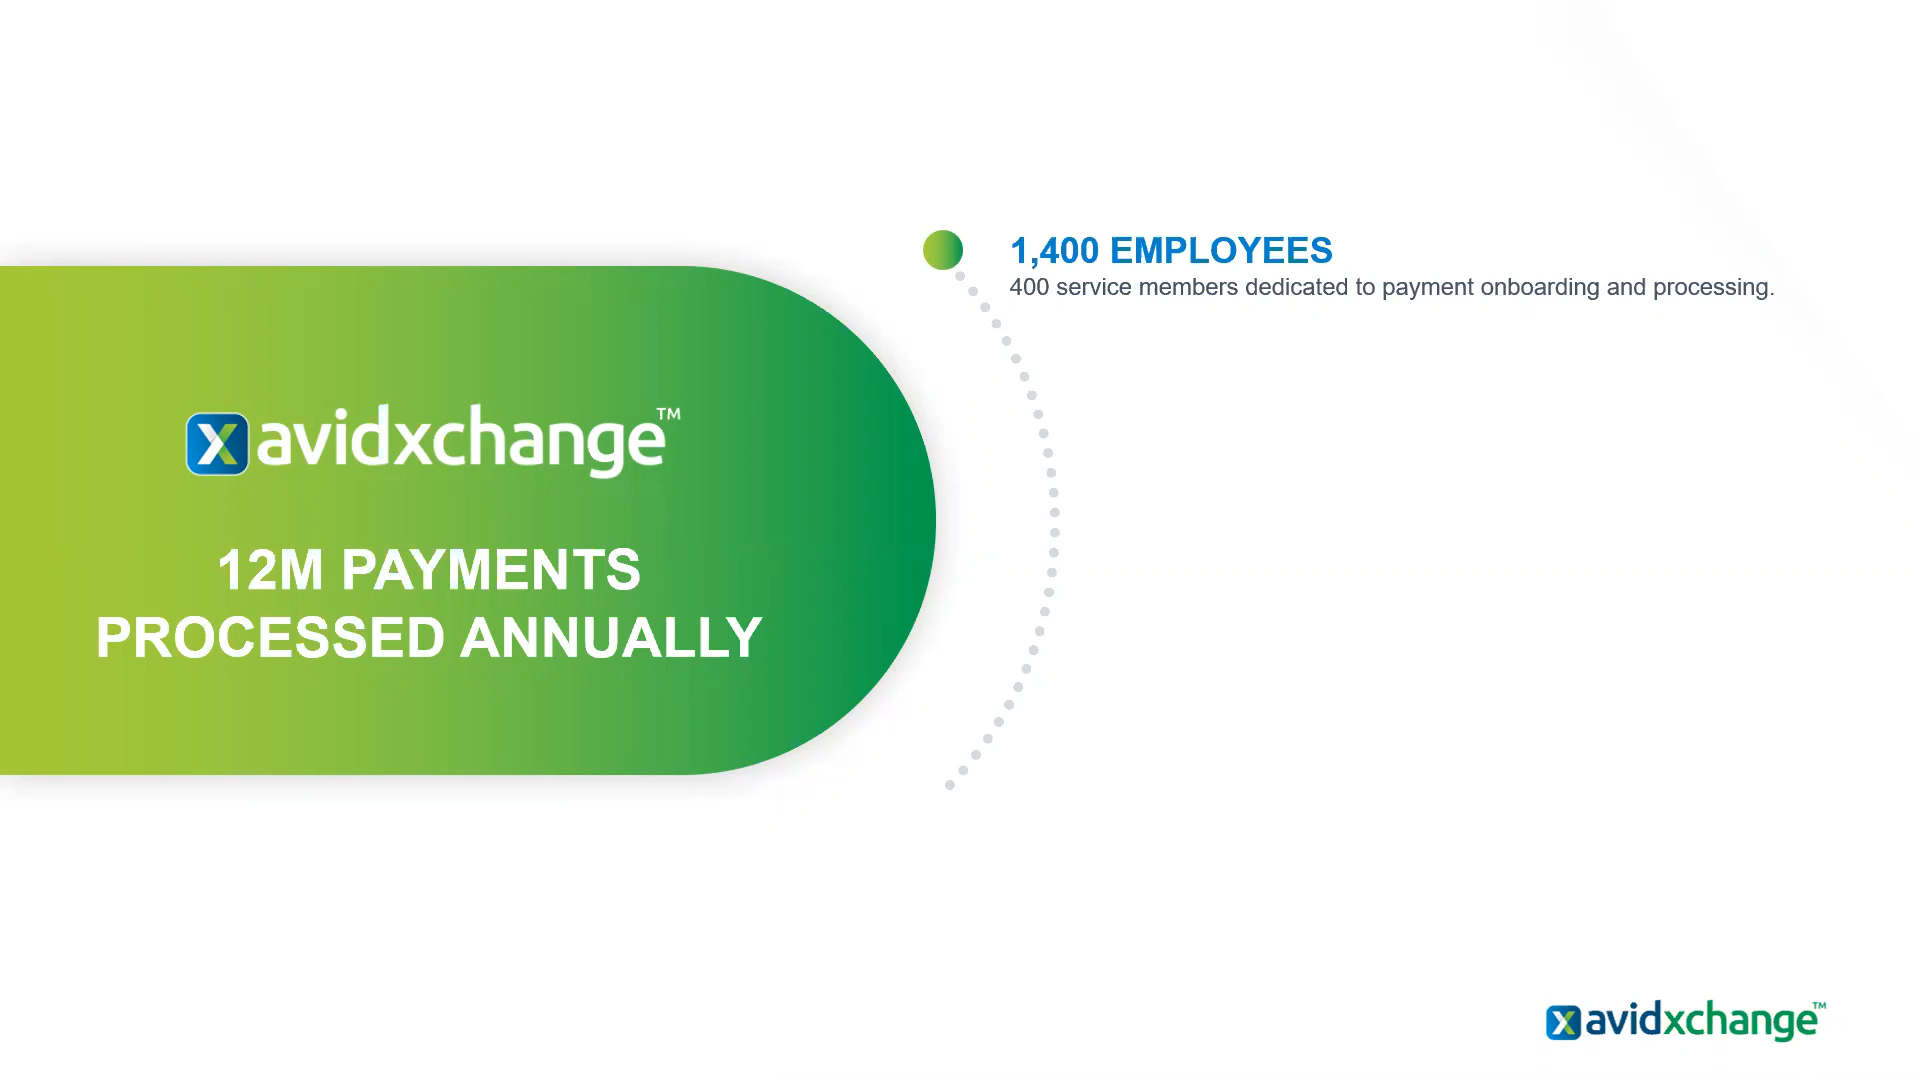 avidxchange™
12M PAYMENTS
PROCESSED ANNUALLY
1,400 EMPLOYEES
400 service members dedicated to payment onboarding and processing.
avidxchange™